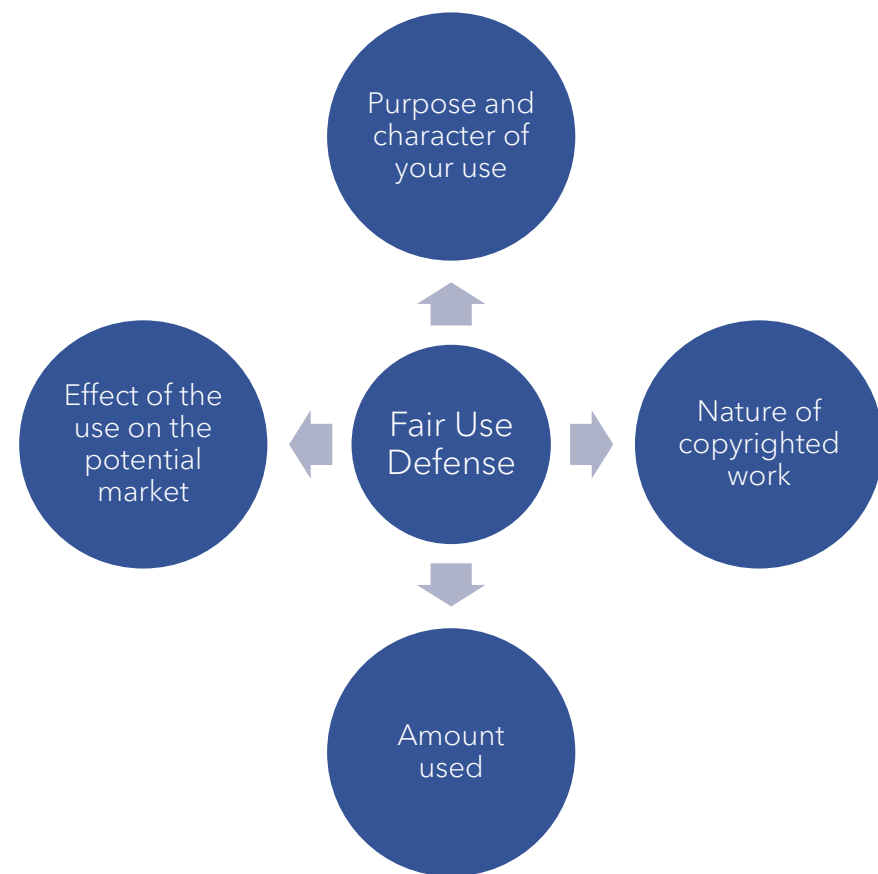 Purpose and
character of
your use
Effect of the
use on the
potential
market
Fair Use
Defense
Nature of
copyrighted
work
Amount
used